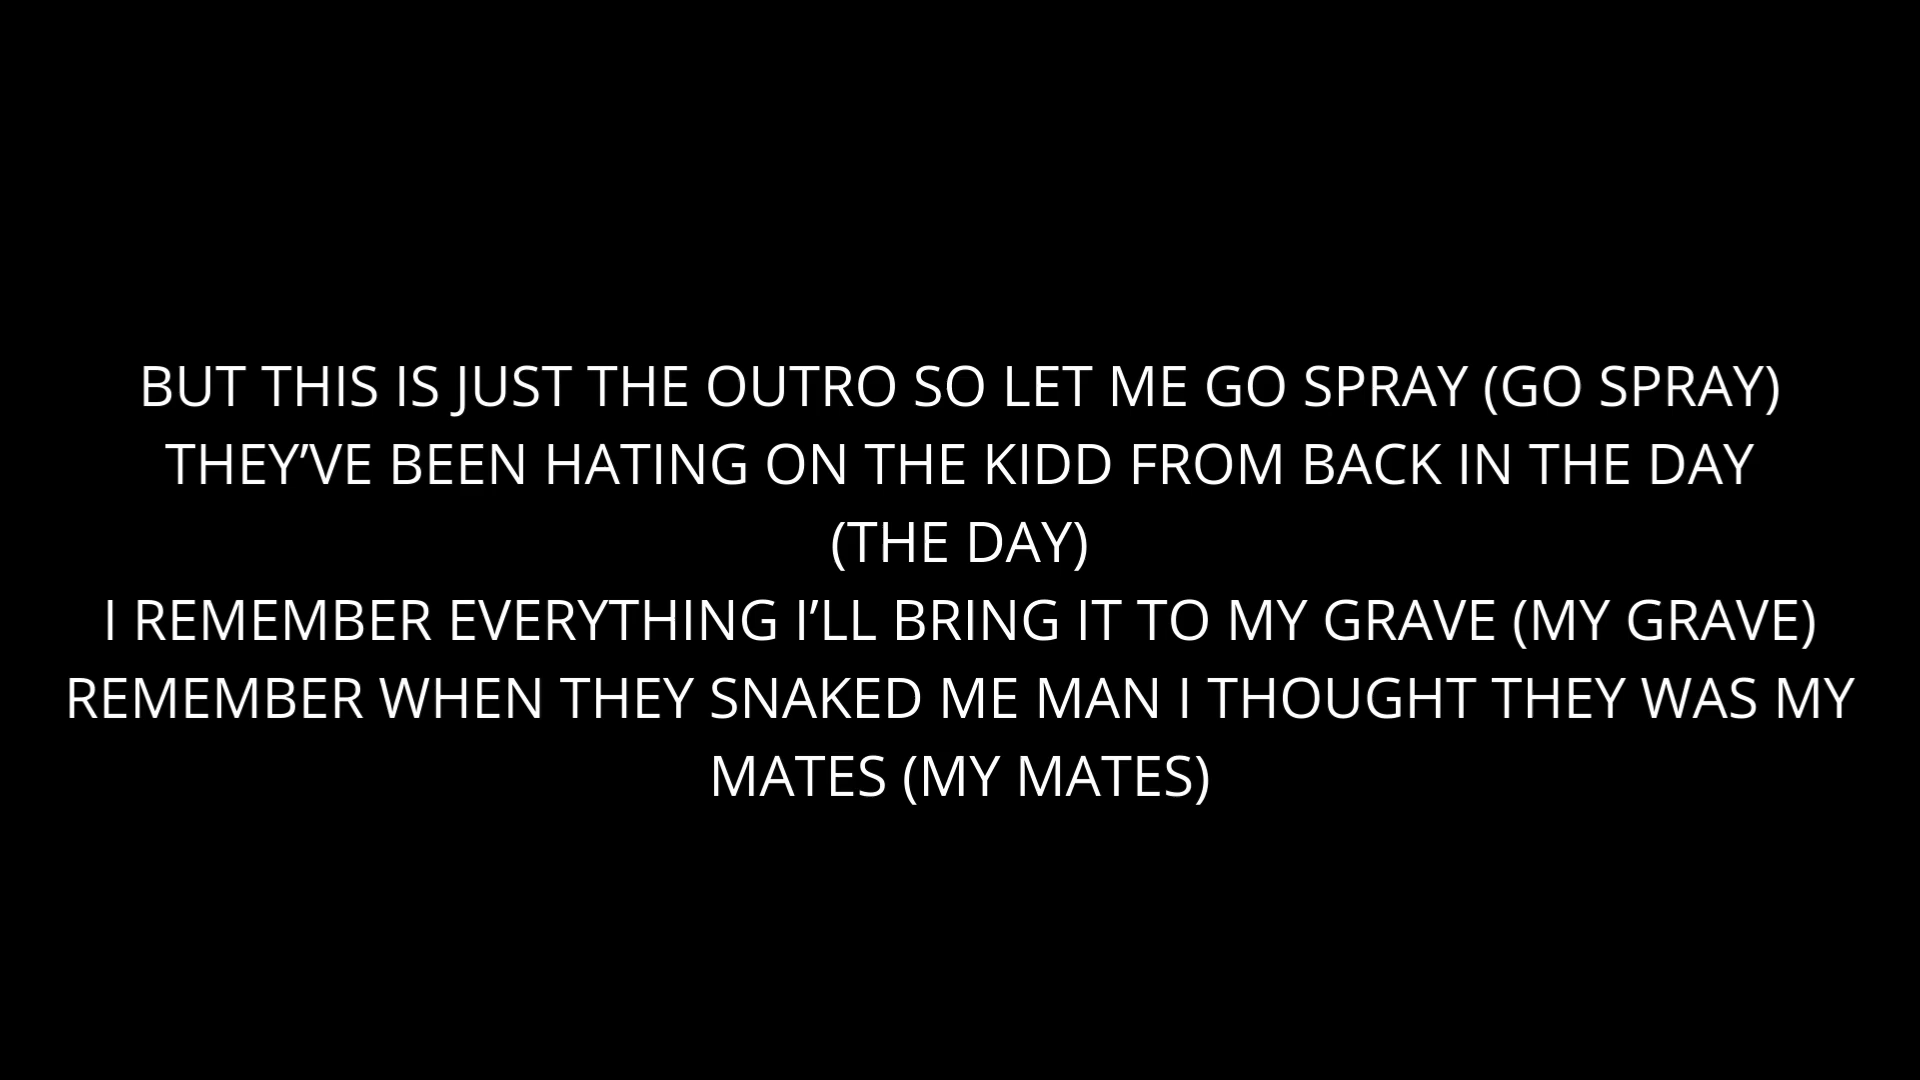 BUT THIS IS JUST THE OUTRO SO LET ME GO SPRAY (GO SPRAY)
THEY’VE BEEN HATING ON THE KIDD FROM BACK IN THE DAY
(THE DAY)
I REMEMBER EVERYTHING I’LL BRING IT TO MY GRAVE (MY GRAVE)
REMEMBER WHEN THEY SNAKED ME MAN I THOUGHT THEY WAS MY
MATES (MY MATES)